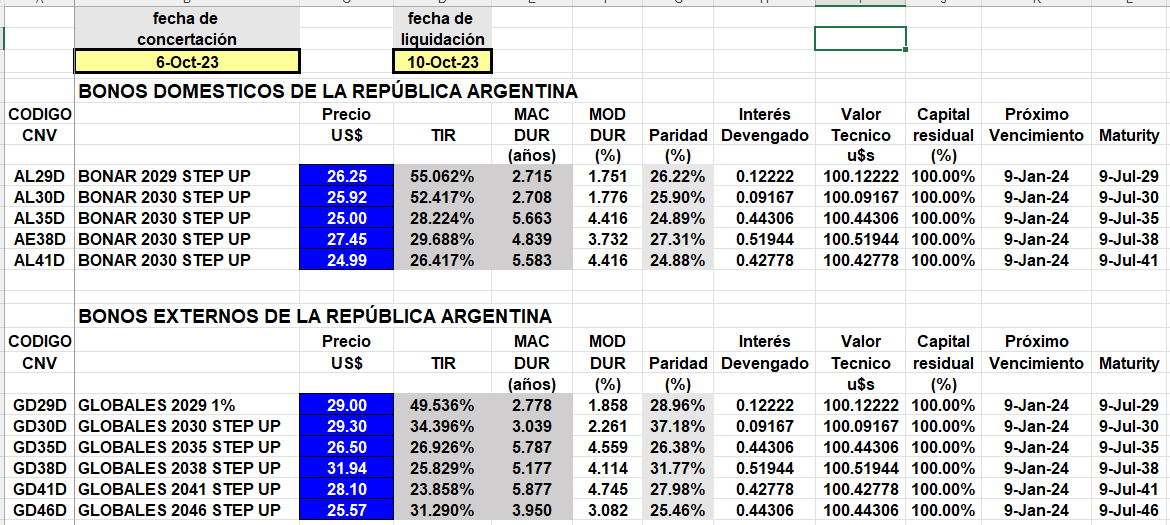 fecha de fecha de
concertación liquidación
6-Oct-23 10-Oct-23
BONOS DOMESTICOS DE LA REPÚBLICA ARGENTINA
CODIGO Precio MAC MOD Interés Valor Capital Próximo
CNV US$ TIR DUR DUR Paridad Devengado Tecnico residual Vencimiento Maturity
(años) (%) (%) u$s (%)
AL29D BONAR 2029 STEP UP 26.25 55.062% 2.715 1.751 26.22% 0.12222 100.12222 100.00% 9-Jan-24 9-Jul-29
AL30D BONAR 2030 STEP UP 25.92 52.417% 2.708 1.776 25.90% 0.09167 100.09167 100.00% 9-Jan-24 9-Jul-30
AL35D BONAR 2030 STEP UP 25.00 28.224% 5.663 4.416 24.89% 0.44306 100.44306 100.00% 9-Jan-24 9-Jul-35
AE38D BONAR 2030 STEP UP 27.45 29.688% 4.839 3.732 27.31% 0.51944 100.51944 100.00% 9-Jan-24 9-Jul-38
AL41D BONAR 2030 STEP UP 24.99 26.417% 5.583 4.416 24.88% 0.42778 100.42778 100.00% 9-Jan-24 9-Jul-41
BONOS EXTERNOS DE LA REPÚBLICA ARGENTINA
CODIGO Precio MAC MOD Interés Valor Capital Próximo
CNV US$ TIR DUR DUR Paridad Devengado Tecnico residual Vencimiento Maturity
(años) (%) (%) u$s (%)
GD29D GLOBALES 2029 1% 29.00 49.536% 2.778 1.858 28.96% 0.12222 100.12222 100.00% 9-Jan-24 9-Jul-29
GD30D GLOBALES 2030 STEP UP 29.30 34.396% 3.039 2.261 37.18% 0.09167 100.09167 100.00% 9-Jan-24 9-Jul-30
GD35D GLOBALES 2035 STEP UP 26.50 26.926% 5.787 4.559 26.38% 0.44306 100.44306 100.00% 9-Jan-24 9-Jul-35
GD38D GLOBALES 2038 STEP UP 31.94 25.829% 5.177 4.114 31.77% 0.51944 100.51944 100.00% 9-Jan-24 9-Jul-38
GD41D GLOBALES 2041 STEP UP 28.10 23.858% 5.877 4.745 27.98% 0.42778 100.42778 100.00% 9-Jan-24 9-Jul-41
GD46D GLOBALES 2046 STEP UP 25.57 31.290% 3.950 3.082 25.46% 0.44306 100.44306 100.00% 9-Jan-24 9-Jul-46